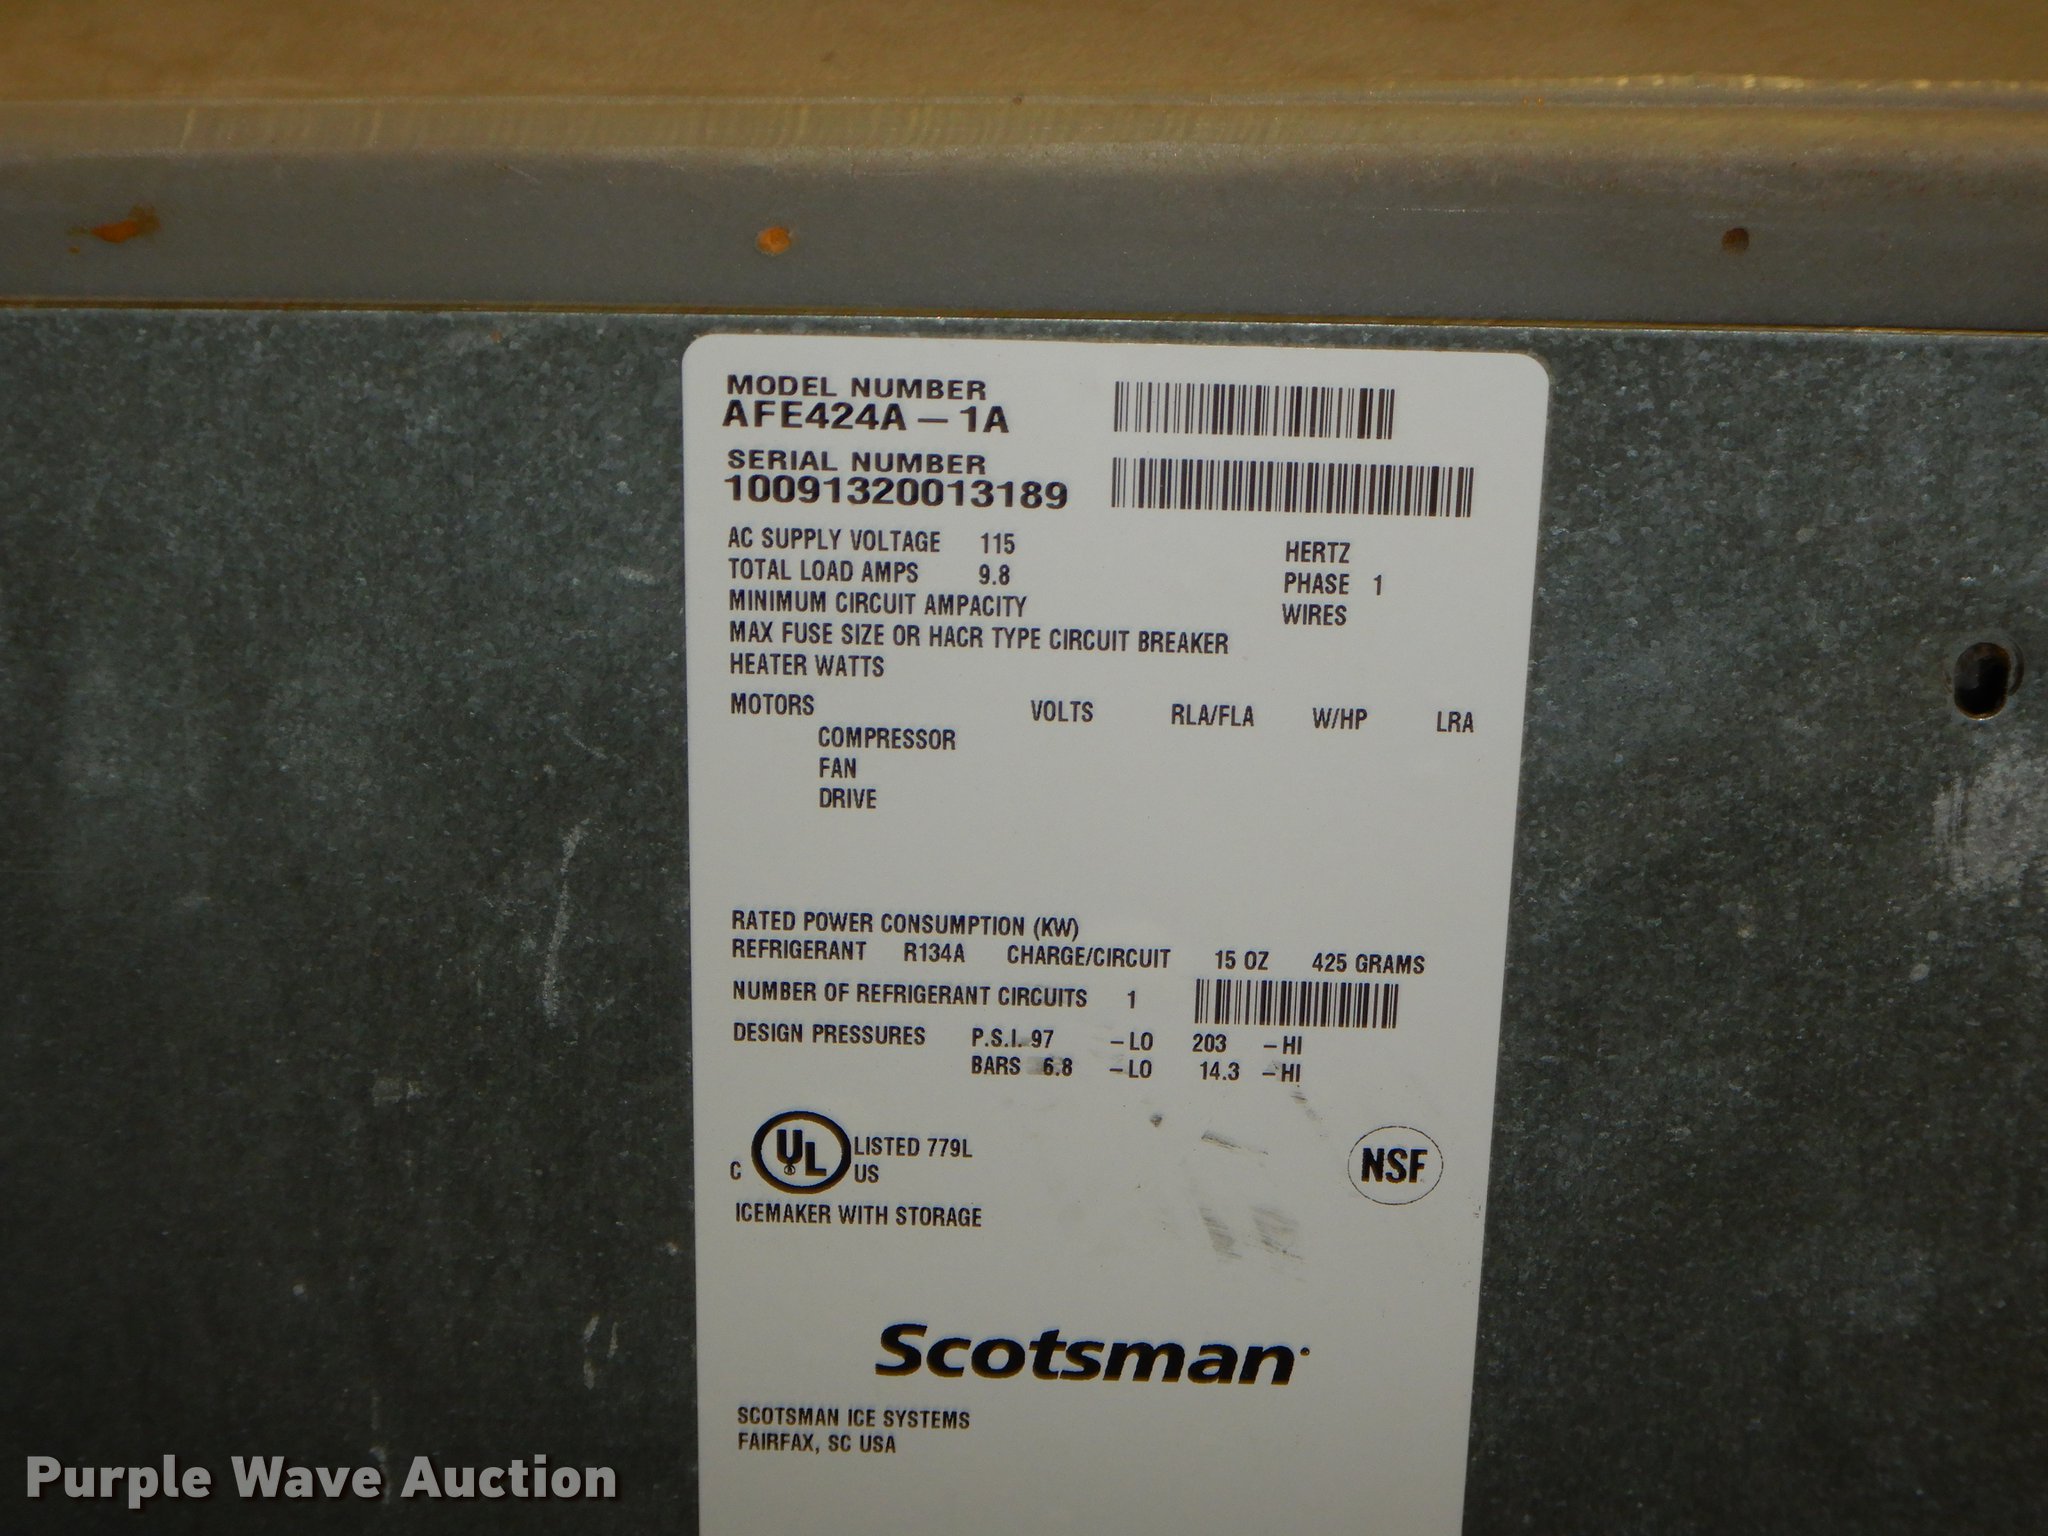 MODEL NUMBER
AFE424A – 1A
SERIAL NUMBER
10091320013189
AC SUPPLY VOLTAGE 115 HERTZ
TOTAL LOAD AMPS 9.8 PHASE 1
MINIMUM CIRCUIT AMPACITY WIRES
MAX FUSE SIZE OR HACR TYPE CIRCUIT BREAKER
HEATER WATTS
MOTORS VOLTS RLA/FLA W/HP LRA
COMPRESSOR
FAN
DRIVE
RATED POWER CONSUMPTION (KW)
REFRIGERANT R134A CHARGE/CIRCUIT 15 OZ 425 GRAMS
NUMBER OF REFRIGERANT CIRCUITS 1
DESIGN PRESSURES P.S.I. 97 –LO 203 –HI
BARS 6.8 –LO 14.3 –HI
C UL® LISTED 779L
US
NSF
ICEMAKER WITH STORAGE
Scotsman
SCOTSMAN ICE SYSTEMS
FAIRFAX, SC USA
Purple Wave Auction